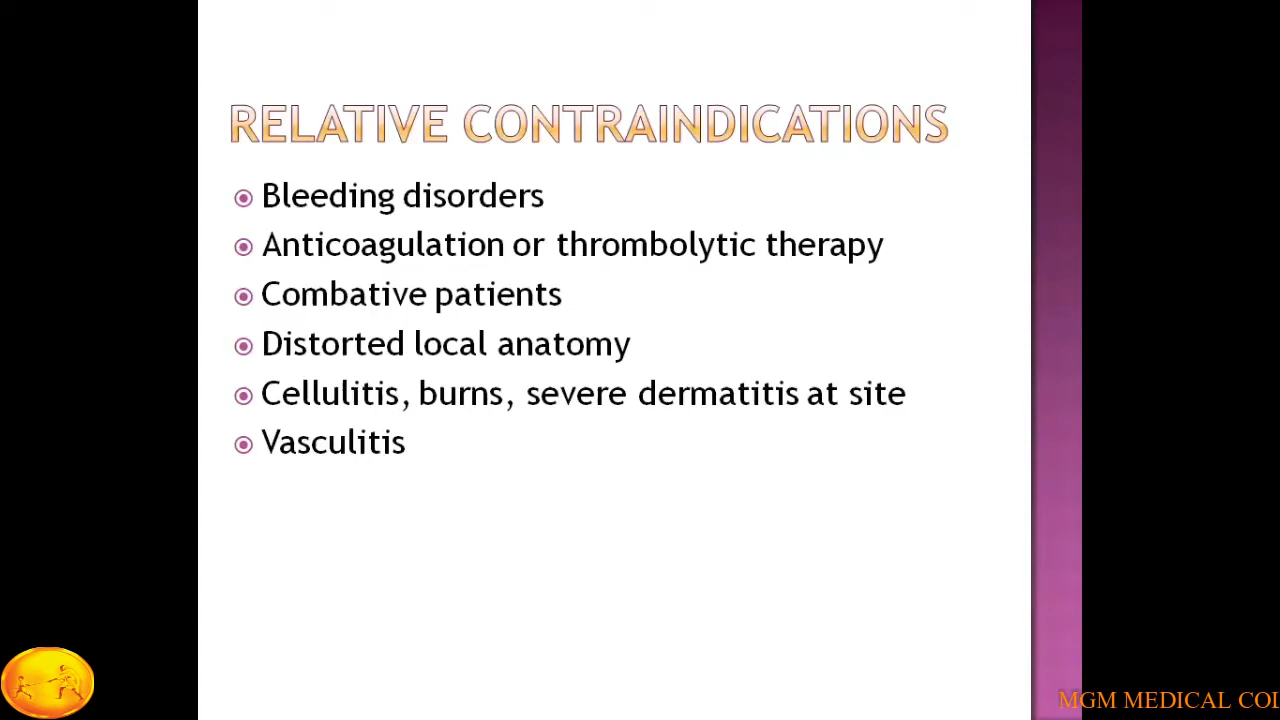 RELATIVE CONTRAINDICATIONS
Bleeding disorders
Anticoagulation or thrombolytic therapy
Combative patients
Distorted local anatomy
Cellulitis, burns, severe dermatitis at site
Vasculitis
MGM MEDICAL COL